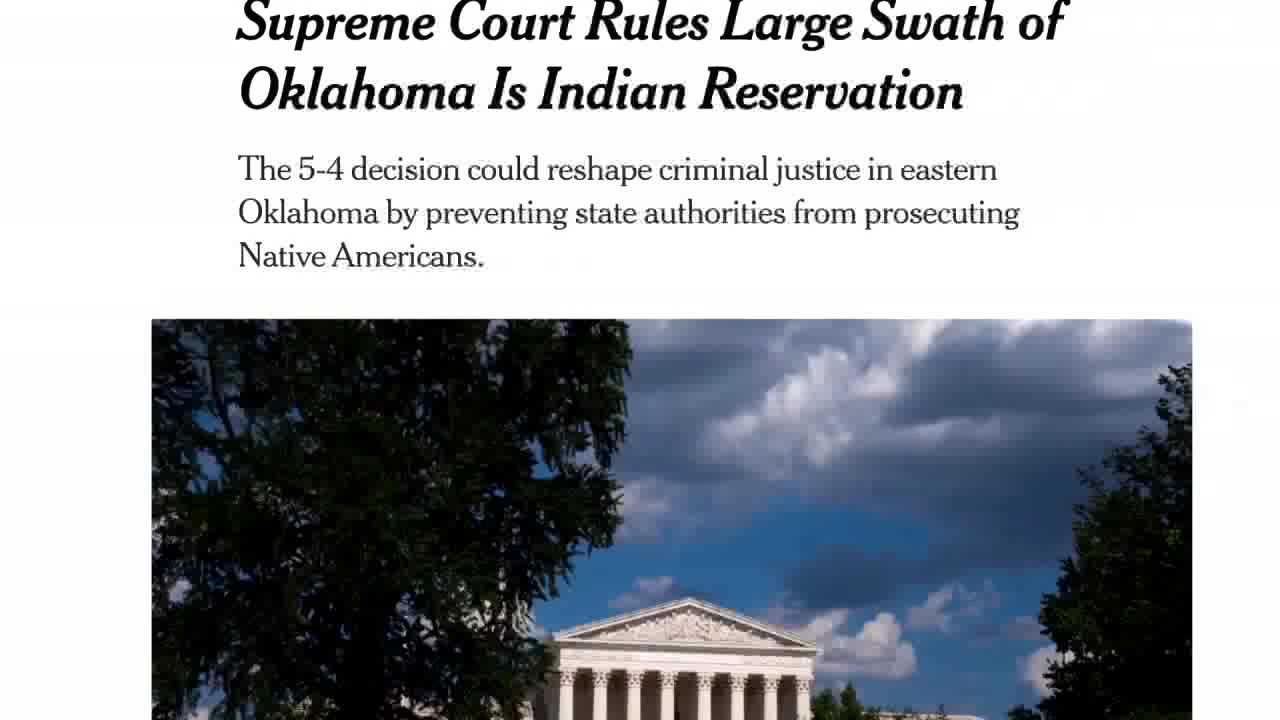 Supreme Court Rules Large Swath of
Oklahoma Is Indian Reservation
The 5-4 decision could reshape criminal justice in eastern
Oklahoma by preventing state authorities from prosecuting
Native Americans.